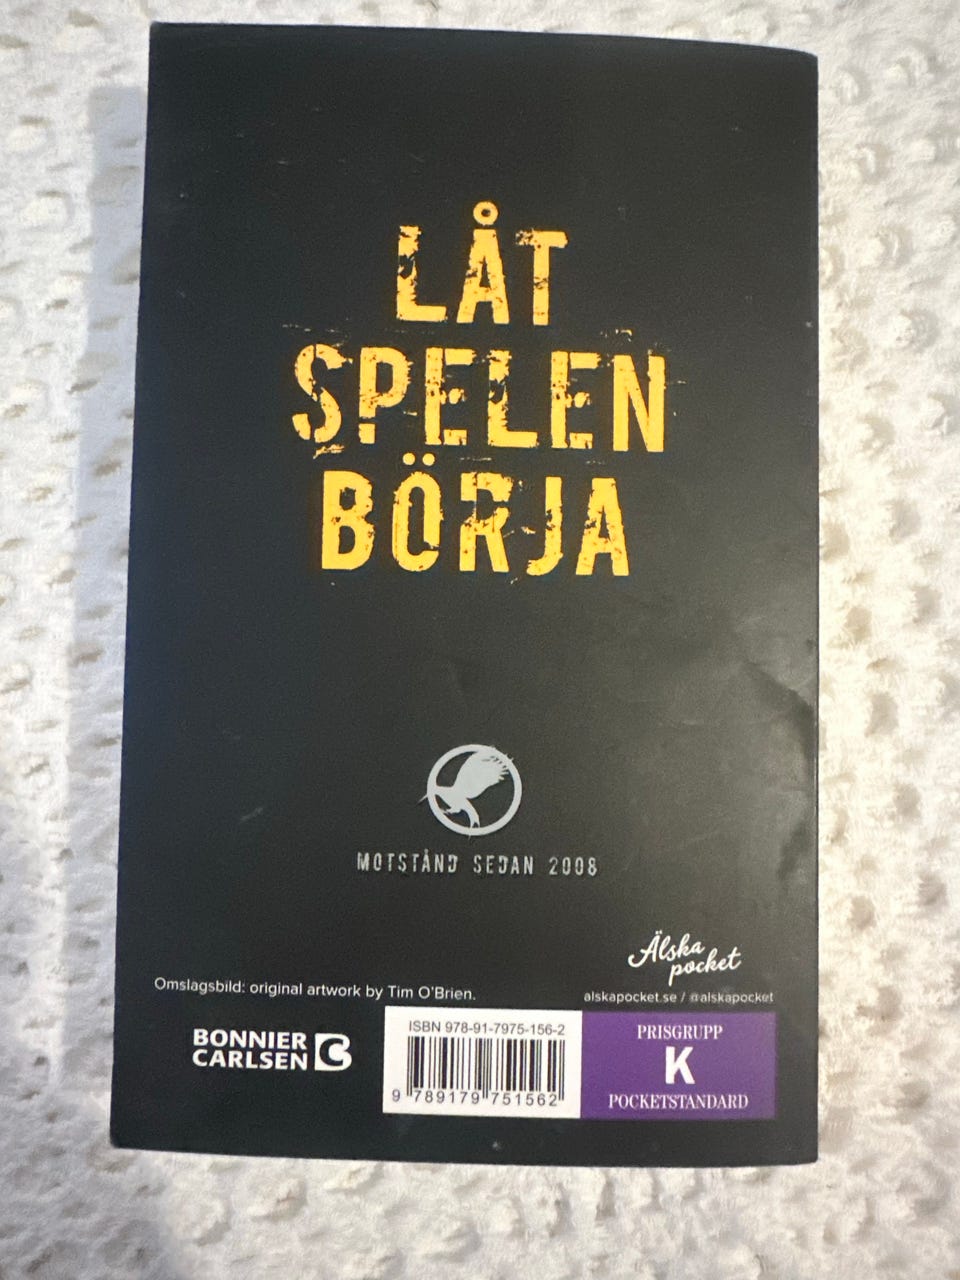 LÅT
SPELEN
BÖRJA
MOTSTÅND SEDAN 2008
Älska
pocket
alskapocket.se / @alskapocket
Omslagsbild: original artwork by Tim O'Brien.
BONNIER
CARLSEN
ISBN 978-91-7975-156-2
9 789179 751562
PRISGRUPP
K
POCKETSTANDARD